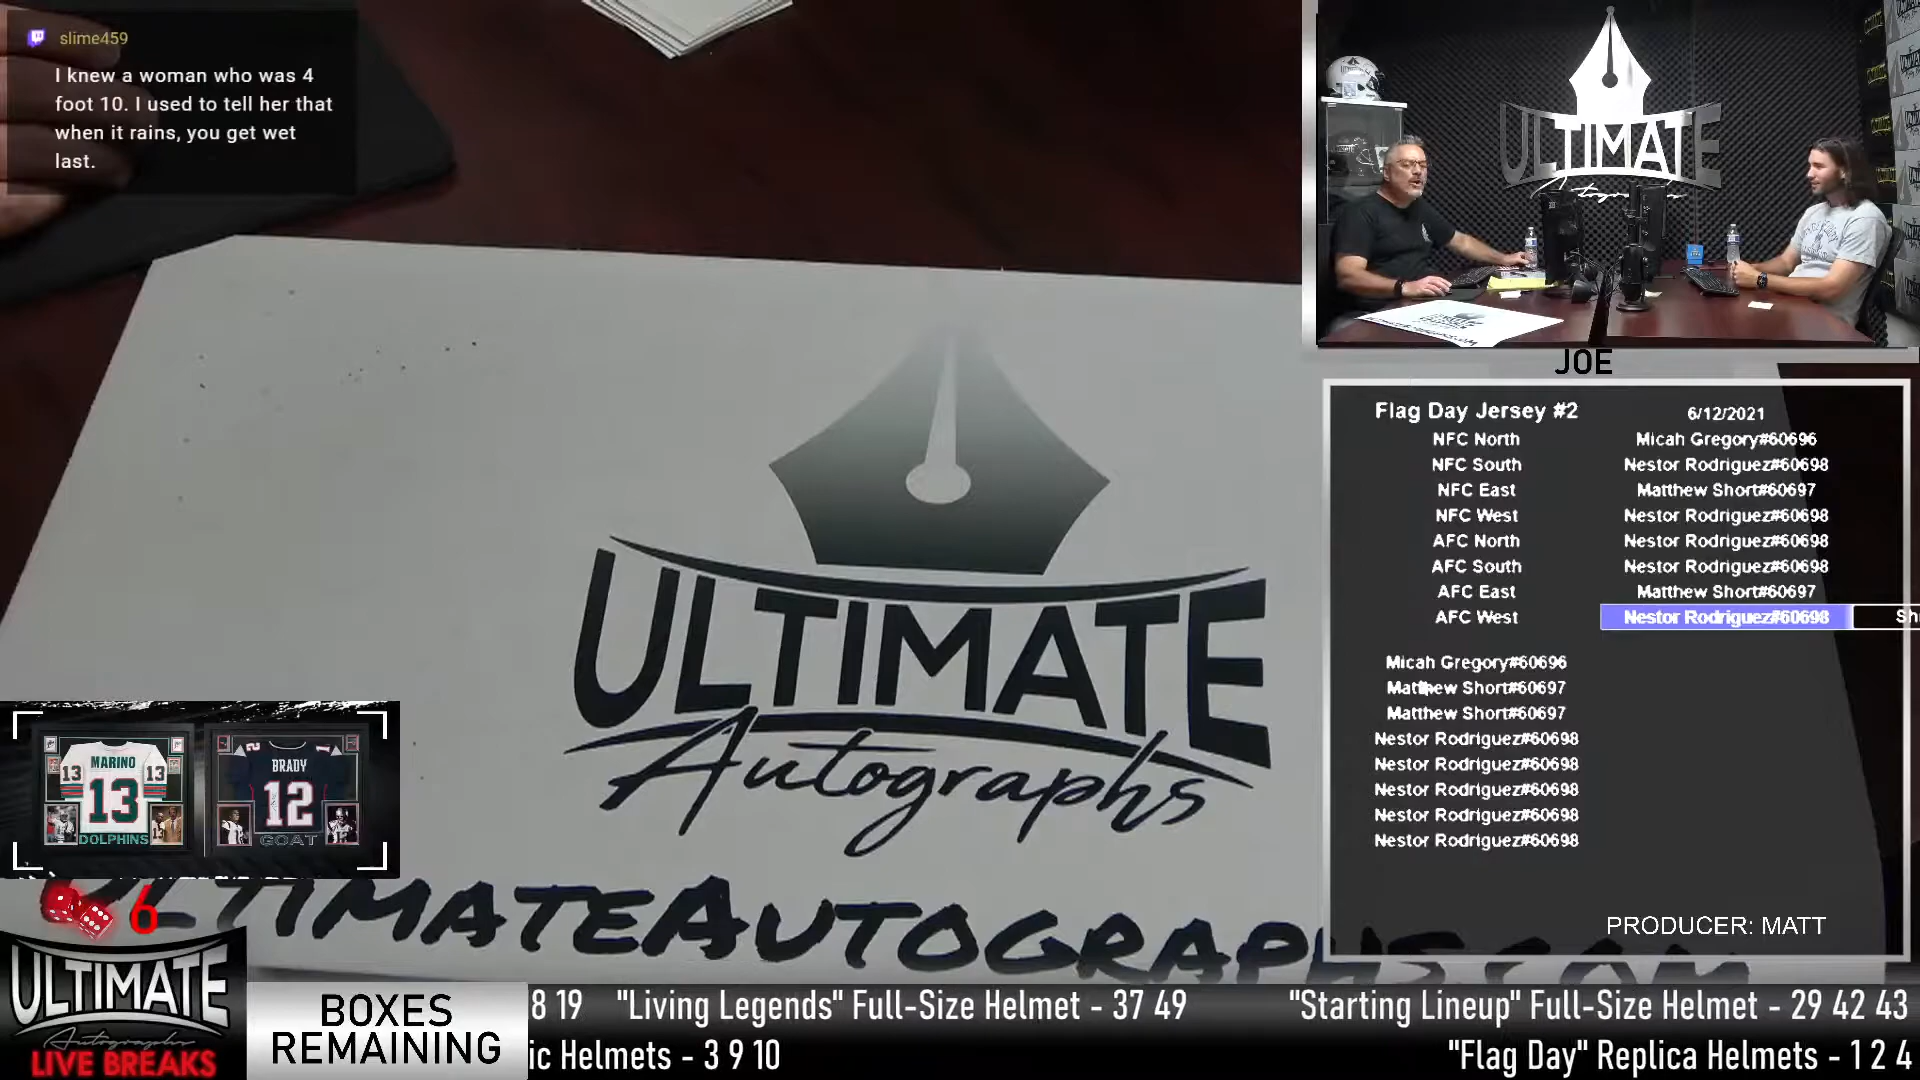 slime459
I knew a woman who was 4
foot 10. I used to tell her that
when it rains, you get wet
last.
ULTIMATE
JOE
Flag Day Jersey #2 6/12/2021
NFC North Micah Gregory#60696
NFC South Nestor Rodriguez#60698
NFC East Matthew Short#60697
NFC West Nestor Rodriguez#60698
AFC North Nestor Rodriguez#60698
AFC South Nestor Rodriguez#60698
AFC East Matthew Short#60697
AFC West Nestor Rodriguez#60698 Sh
Micah Gregory#60696
Matthew Short#60697
Matthew Short#60697
Nestor Rodriguez#60698
Nestor Rodriguez#60698
Nestor Rodriguez#60698
Nestor Rodriguez#60698
Nestor Rodriguez#60698
PRODUCER: MATT
ULTIMATE
Autographs
ULTIMATEAUTOGRAPHS.COM
MARINO
13 13
13
DOLPHINS
BRADY
12
GOAT
6
ULTIMATE
Autographs
LIVE BREAKS
BOXES
REMAINING
8 19 "Living Legends" Full-Size Helmet - 37 49 "Starting Lineup" Full-Size Helmet - 29 42 43
ic Helmets - 3 9 10 "Flag Day" Replica Helmets - 1 2 4